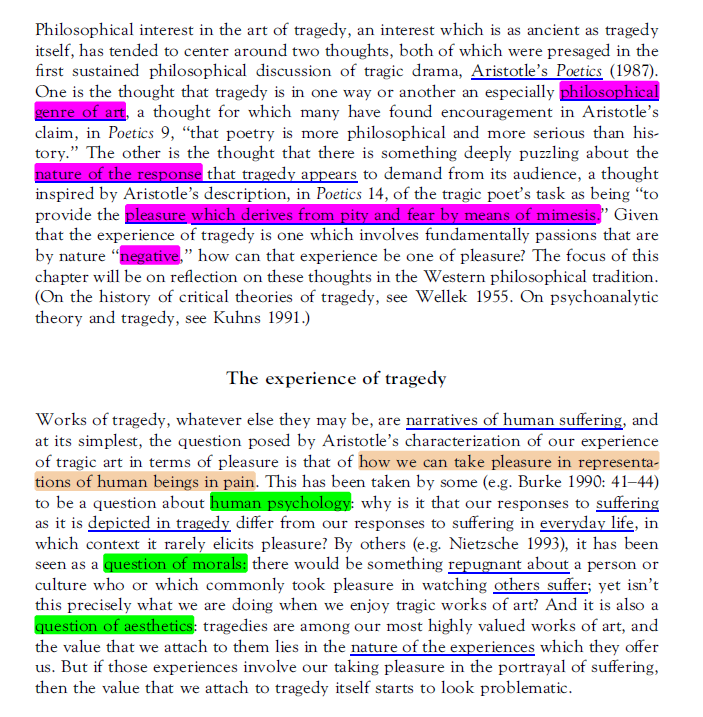 Philosophical interest in the art of tragedy, an interest which is as ancient as tragedy
itself, has tended to center around two thoughts, both of which were presaged in the
first sustained philosophical discussion of tragic drama, Aristotle's Poetics (1987).
One is the thought that tragedy is in one way or another an especially philosophical
genre of art, a thought for which many have found encouragement in Aristotle's
claim, in Poetics 9, “that poetry is more philosophical and more serious than his-
tory.” The other is the thought that there is something deeply puzzling about the
nature of the response that tragedy appears to demand from its audience, a thought
inspired by Aristotle's description, in Poetics 14, of the tragic poet's task as being “to
provide the pleasure which derives from pity and fear by means of mimesis.” Given
that the experience of tragedy is one which involves fundamentally passions that are
by nature “negative,” how can that experience be one of pleasure? The focus of this
chapter will be on reflection on these thoughts in the Western philosophical tradition.
(On the history of critical theories of tragedy, see Wellek 1955. On psychoanalytic
theory and tragedy, see Kuhns 1991.)
The experience of tragedy
Works of tragedy, whatever else they may be, are narratives of human suffering, and
at its simplest, the question posed by Aristotle's characterization of our experience
of tragic art in terms of pleasure is that of how we can take pleasure in representa-
tions of human beings in pain. This has been taken by some (e.g. Burke 1990: 41–44)
to be a question about human psychology: why is it that our responses to suffering
as it is depicted in tragedy differ from our responses to suffering in everyday life, in
which context it rarely elicits pleasure? By others (e.g. Nietzsche 1993), it has been
seen as a question of morals: there would be something repugnant about a person or
culture who or which commonly took pleasure in watching others suffer; yet isn't
this precisely what we are doing when we enjoy tragic works of art? And it is also a
question of aesthetics: tragedies are among our most highly valued works of art, and
the value that we attach to them lies in the nature of the experiences which they offer
us. But if those experiences involve our taking pleasure in the portrayal of suffering,
then the value that we attach to tragedy itself starts to look problematic.